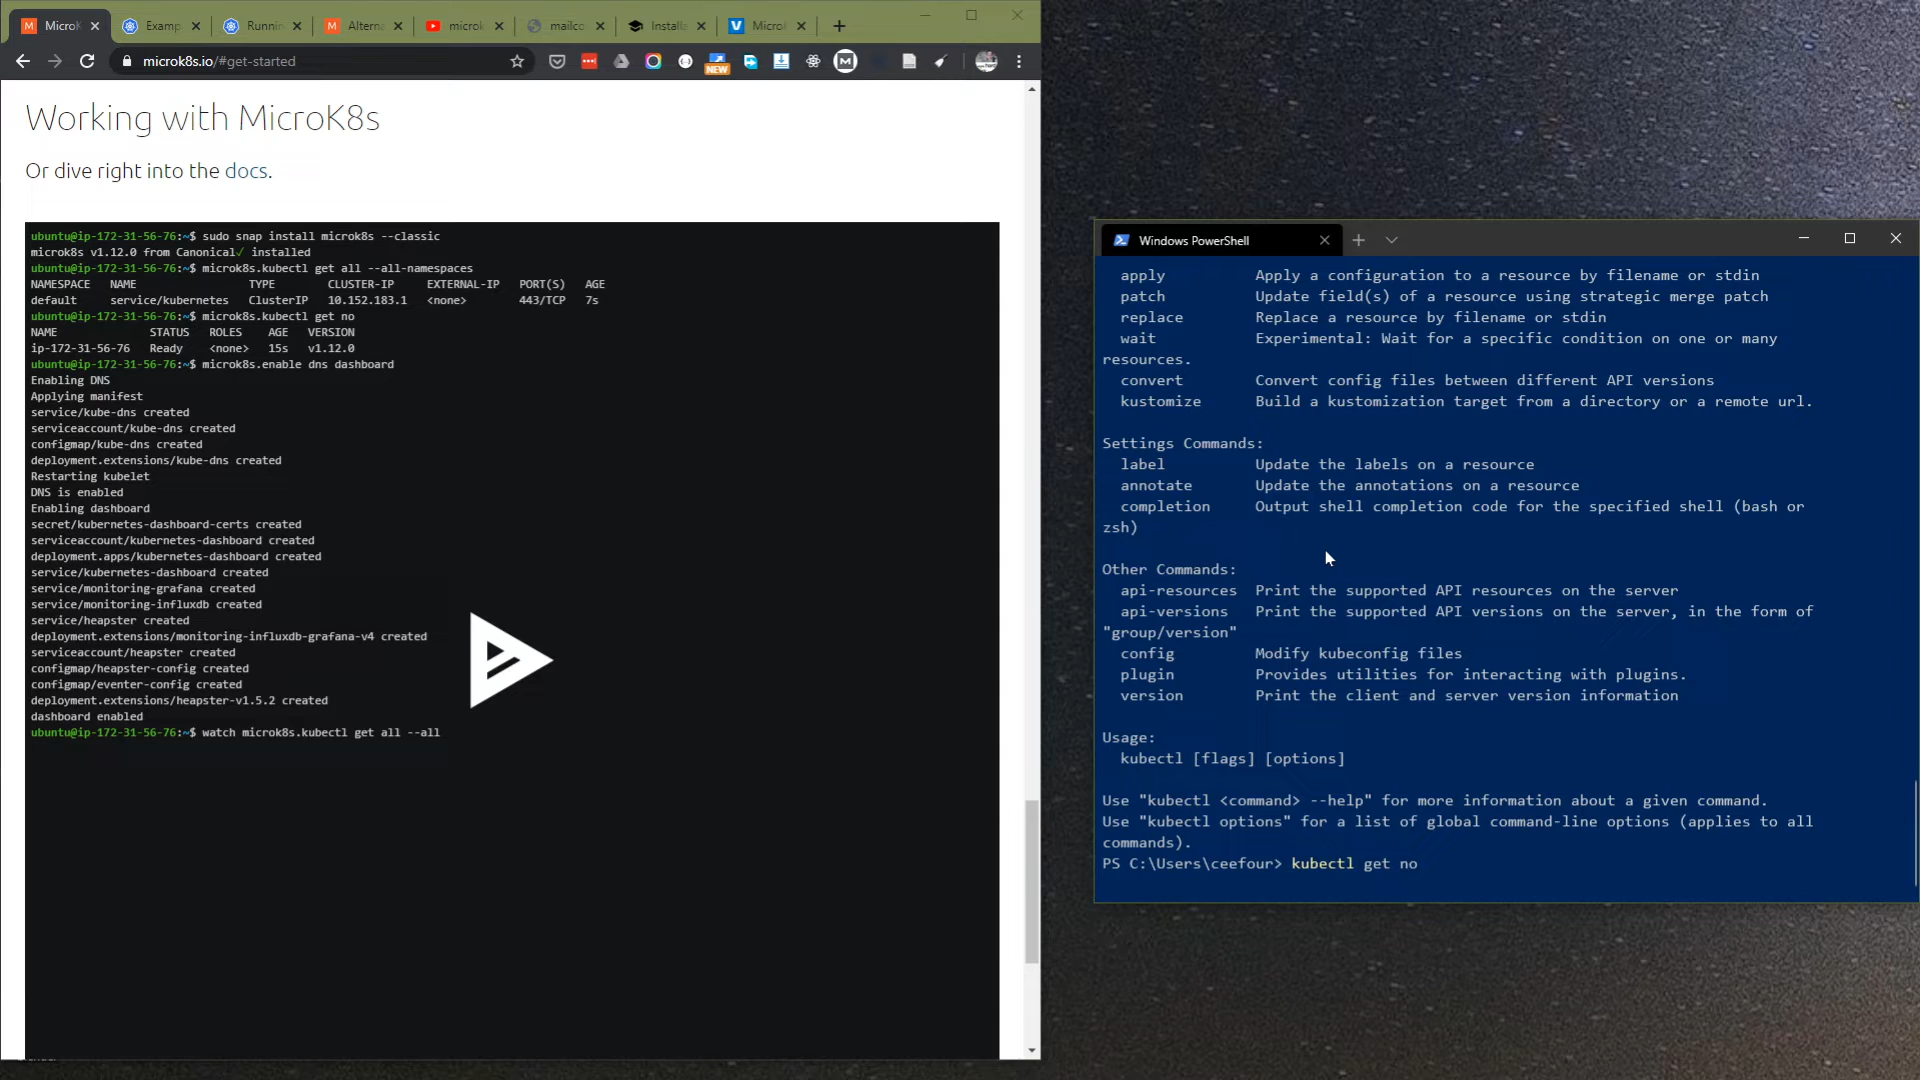 MicroK
Examp
Runnin
Alterna
microk
mailco
Installa
Microl
microk8s.io/#get-started
NEW
Working with MicroK8s
Or dive right into the docs.
ubuntu@ip-172-31-56-76:~$ sudo snap install microk8s --classic
microk8s v1.12.0 from Canonical✓ installed
ubuntu@ip-172-31-56-76:~$ microk8s.kubectl get all --all-namespaces
NAMESPACE NAME TYPE CLUSTER-IP EXTERNAL-IP PORT(S) AGE
default service/kubernetes ClusterIP 10.152.183.1 <none> 443/TCP 7s
ubuntu@ip-172-31-56-76:~$ microk8s.kubectl get no
NAME STATUS ROLES AGE VERSION
ip-172-31-56-76 Ready <none> 15s v1.12.0
ubuntu@ip-172-31-56-76:~$ microk8s.enable dns dashboard
Enabling DNS
Applying manifest
service/kube-dns created
serviceaccount/kube-dns created
configmap/kube-dns created
deployment.extensions/kube-dns created
Restarting kubelet
DNS is enabled
Enabling dashboard
secret/kubernetes-dashboard-certs created
serviceaccount/kubernetes-dashboard created
deployment.apps/kubernetes-dashboard created
service/kubernetes-dashboard created
service/monitoring-grafana created
service/monitoring-influxdb created
service/heapster created
deployment.extensions/monitoring-influxdb-grafana-v4 created
serviceaccount/heapster created
configmap/heapster-config created
configmap/eventer-config created
deployment.extensions/heapster-v1.5.2 created
dashboard enabled
ubuntu@ip-172-31-56-76:~$ watch microk8s.kubectl get all --all
Windows PowerShell
apply Apply a configuration to a resource by filename or stdin
patch Update field(s) of a resource using strategic merge patch
replace Replace a resource by filename or stdin
wait Experimental: Wait for a specific condition on one or many
resources.
convert Convert config files between different API versions
kustomize Build a kustomization target from a directory or a remote url.
Settings Commands:
label Update the labels on a resource
annotate Update the annotations on a resource
completion Output shell completion code for the specified shell (bash or
zsh)
Other Commands:
api-resources Print the supported API resources on the server
api-versions Print the supported API versions on the server, in the form of
"group/version"
config Modify kubeconfig files
plugin Provides utilities for interacting with plugins.
version Print the client and server version information
Usage:
kubectl [flags] [options]
Use "kubectl <command> --help" for more information about a given command.
Use "kubectl options" for a list of global command-line options (applies to all
commands).
PS C:\Users\ceefour> kubectl get no